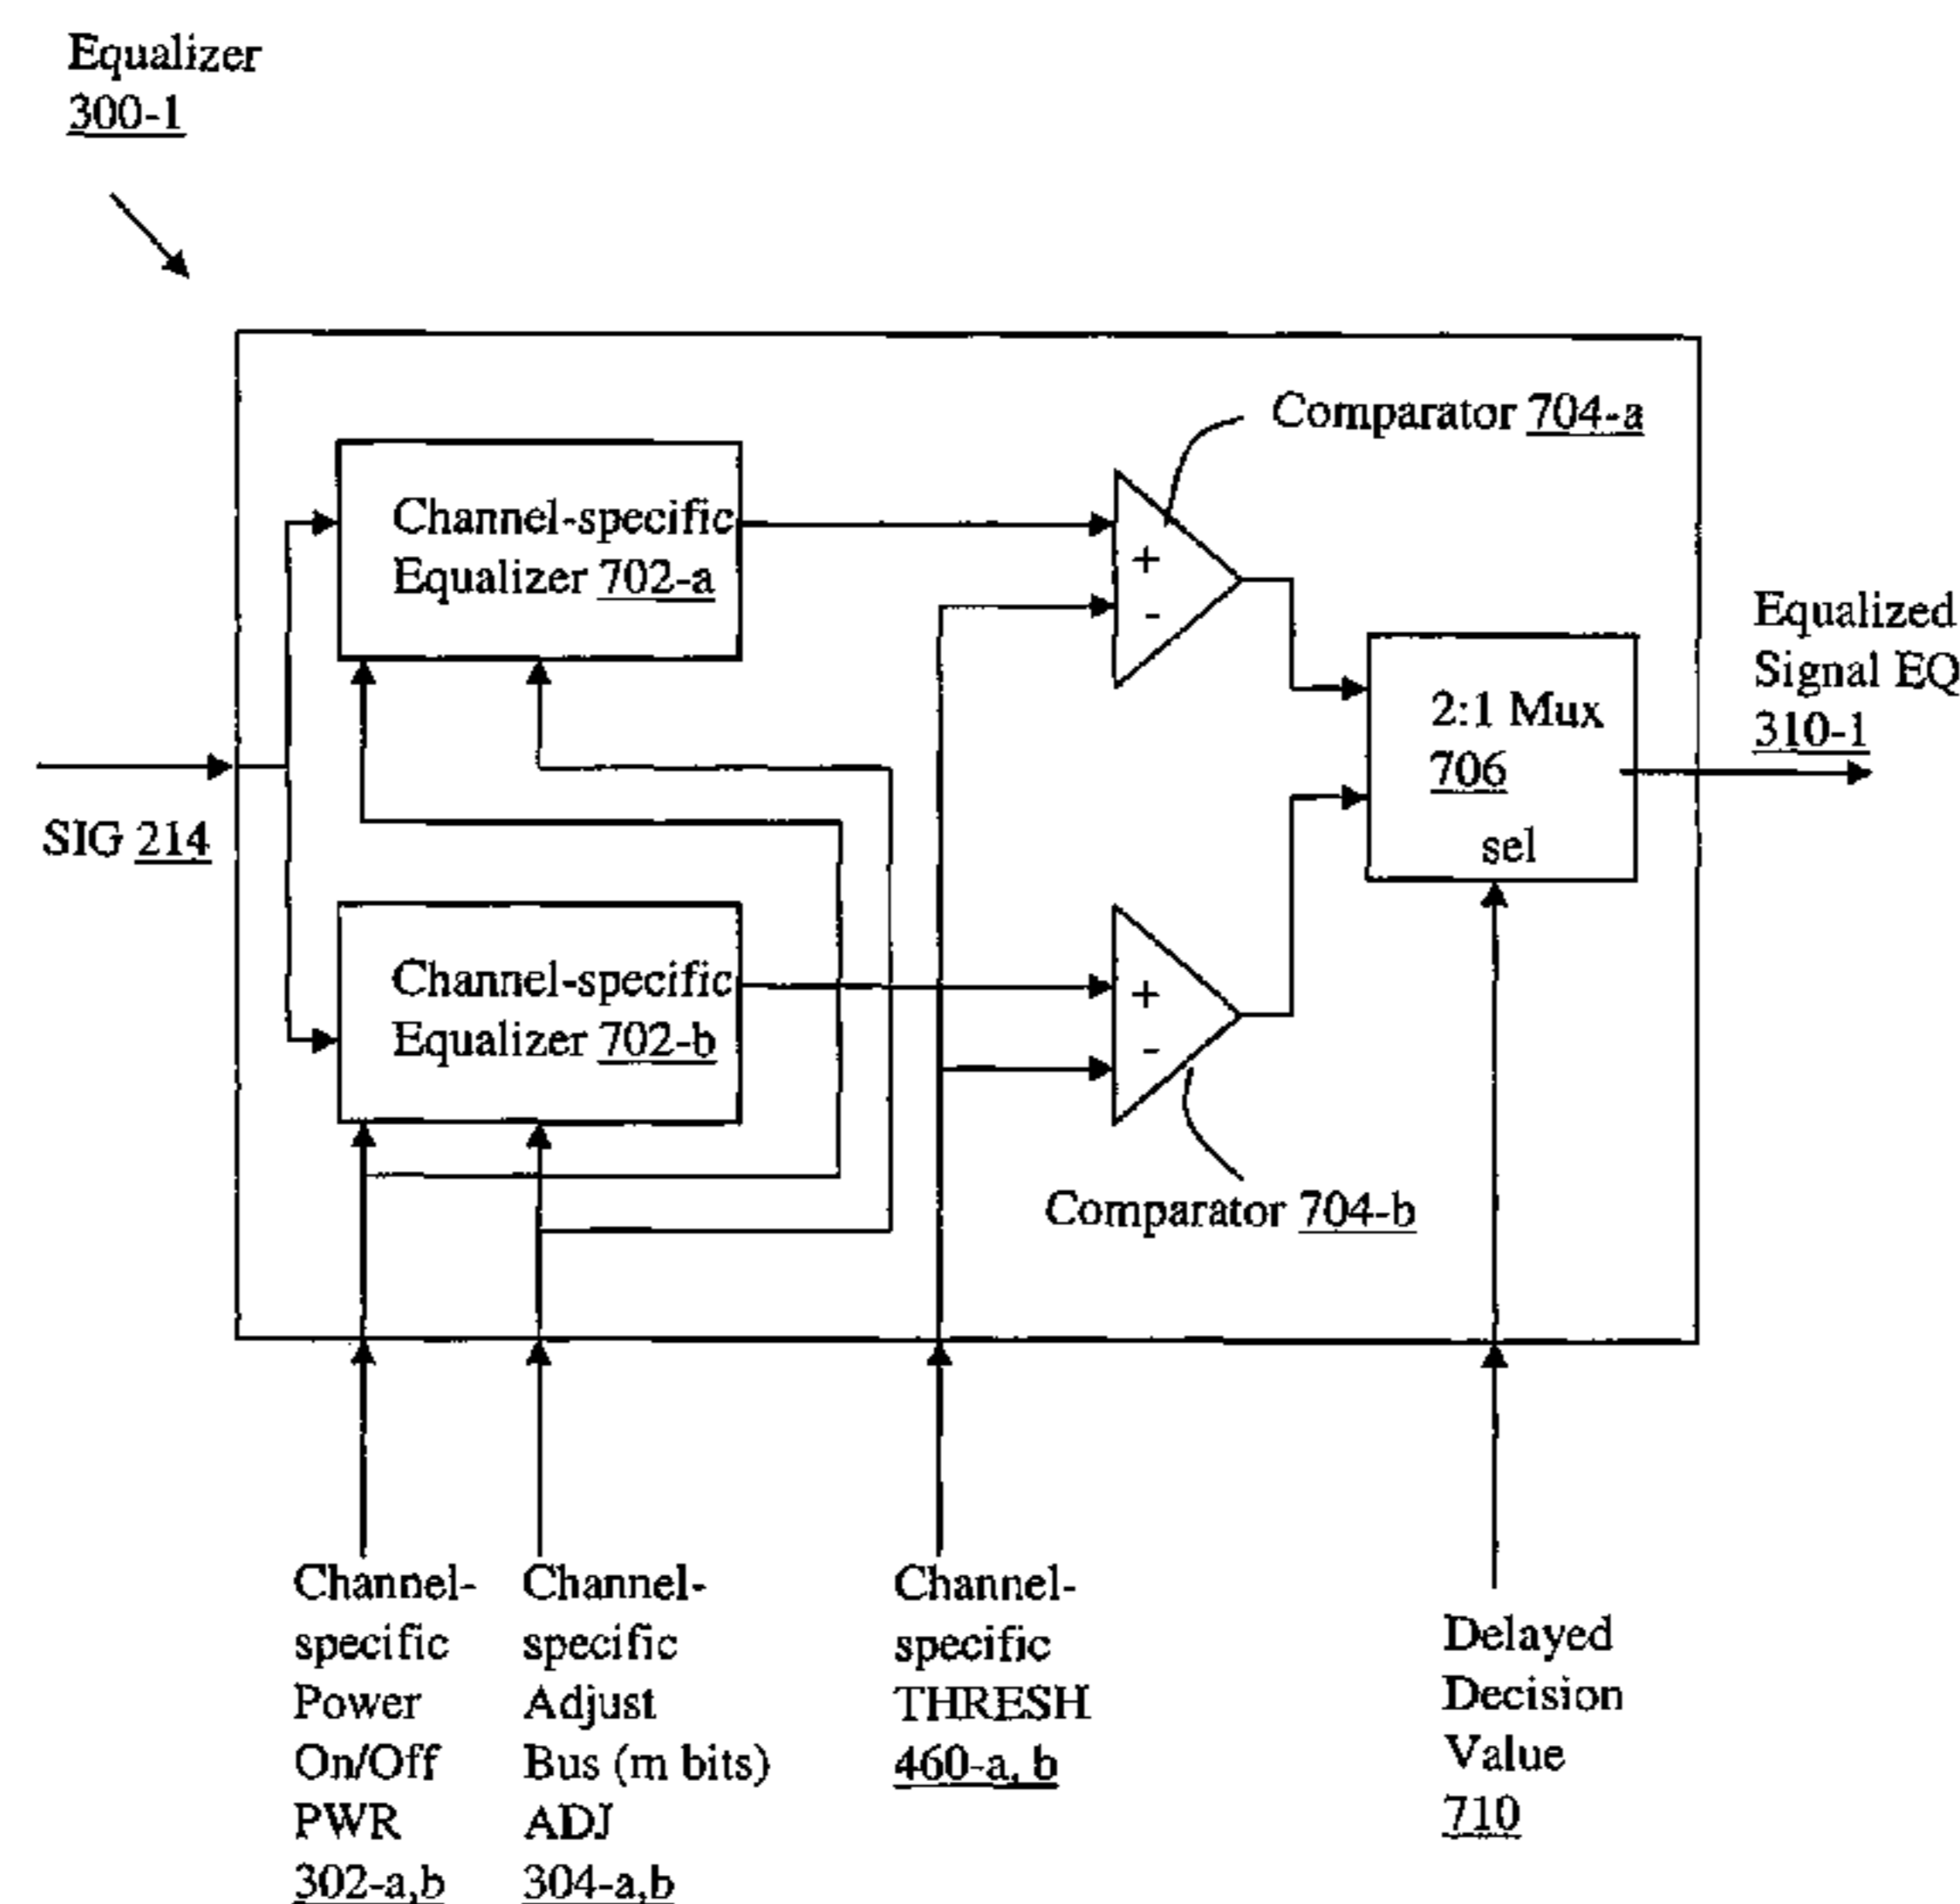 Equalizer
300-1
Comparator 704-a
Channel-specific
Equalizer 702-a
+
-
Equalized
Signal EQ
310-1
2:1 Mux
706
sel
SIG 214
Channel-specific
Equalizer 702-b
+
-
Comparator 704-b
Channel-
specific
Power
On/Off
PWR
302-a,b
Channel-
specific
Adjust
Bus (m bits)
ADJ
304-a,b
Channel-
specific
THRESH
460-a, b
Delayed
Decision
Value
710